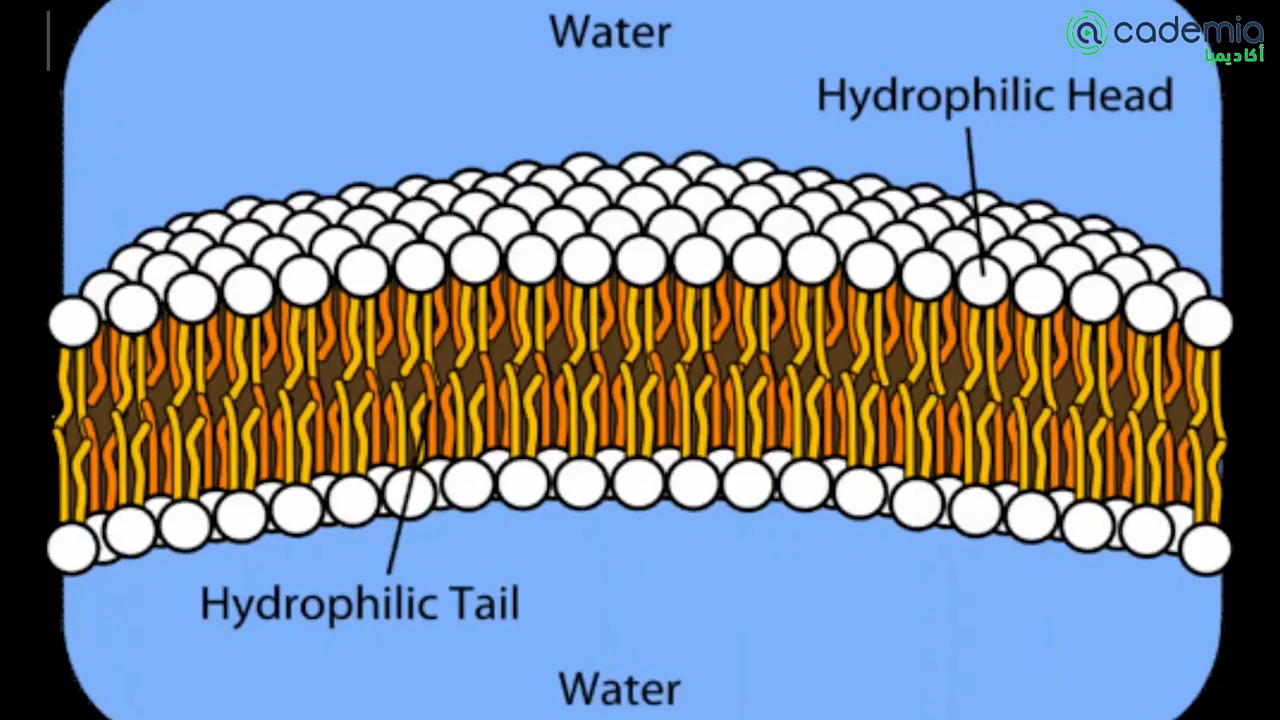 Water
@cademia
أكاديميا
Hydrophilic Head
Hydrophilic Tail
Water